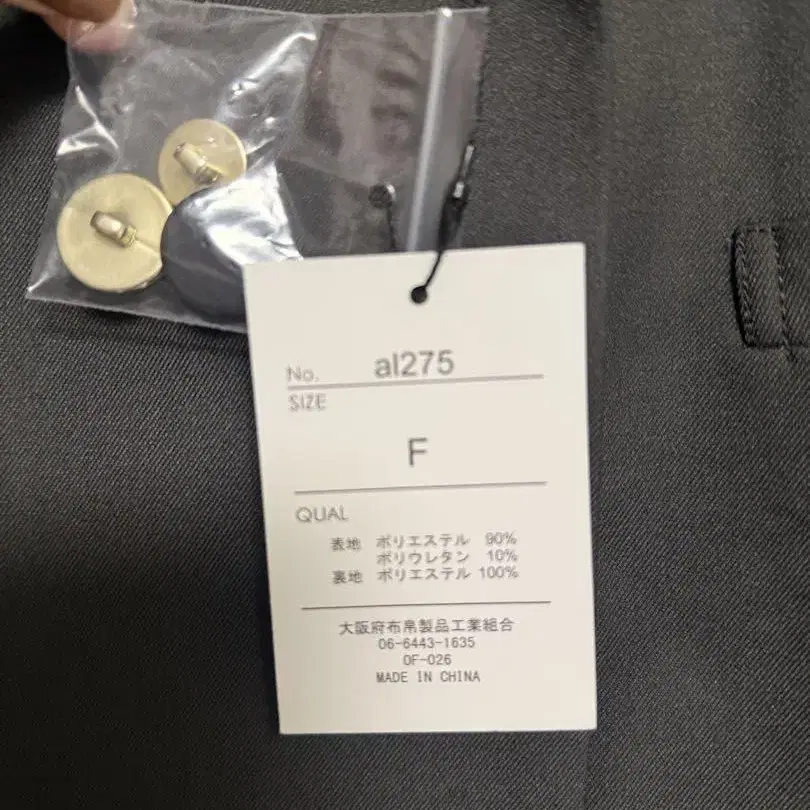 No. al275
SIZE
F
QUAL
表地 ポリエステル 90%
ポリウレタン 10%
裏地 ポリエステル 100%
大阪府布帛製品工業組合
06-6443-1635
OF-026
MADE IN CHINA